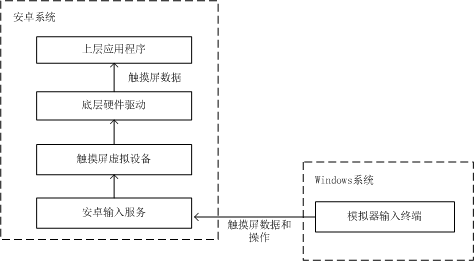 安卓系统
上层应用程序
触摸屏数据
底层硬件驱动
触摸屏虚拟设备
安卓输入服务
触摸屏数据和
操作
Windows系统
模拟器输入终端